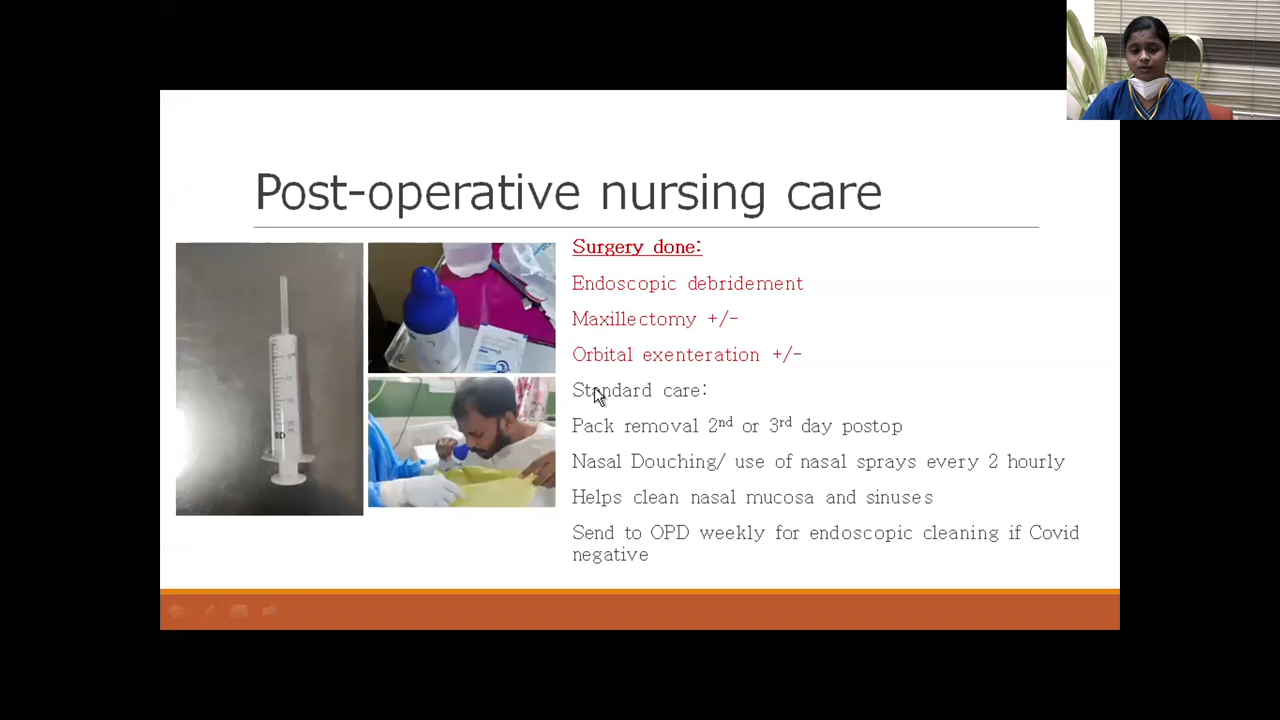 Post-operative nursing care
Surgery done:
Endoscopic debridement
Maxillectomy +/-
Orbital exenteration +/-
Standard care:
Pack removal 2nd or 3rd day postop
Nasal Douching/ use of nasal sprays every 2 hourly
Helps clean nasal mucosa and sinuses
Send to OPD weekly for endoscopic cleaning if Covid
negative
BD